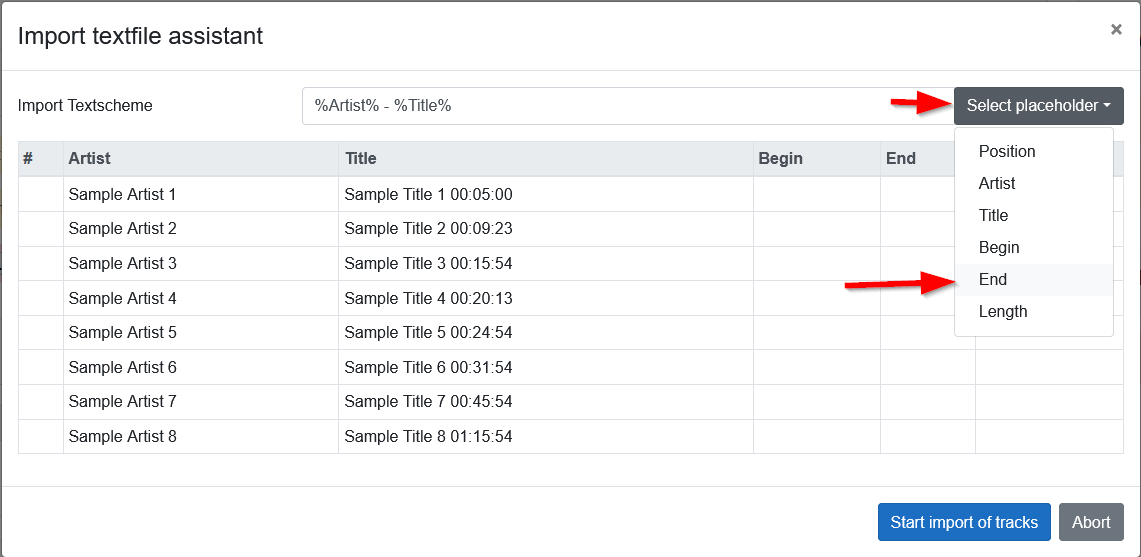 Import textfile assistant ×
Import Textscheme %Artist% - %Title% Select placeholder
# Artist Title Begin End
Position
Artist
Title
Begin
End
Length
Sample Artist 1 Sample Title 1 00:05:00
Sample Artist 2 Sample Title 2 00:09:23
Sample Artist 3 Sample Title 3 00:15:54
Sample Artist 4 Sample Title 4 00:20:13
Sample Artist 5 Sample Title 5 00:24:54
Sample Artist 6 Sample Title 6 00:31:54
Sample Artist 7 Sample Title 7 00:45:54
Sample Artist 8 Sample Title 8 01:15:54
Start import of tracks Abort